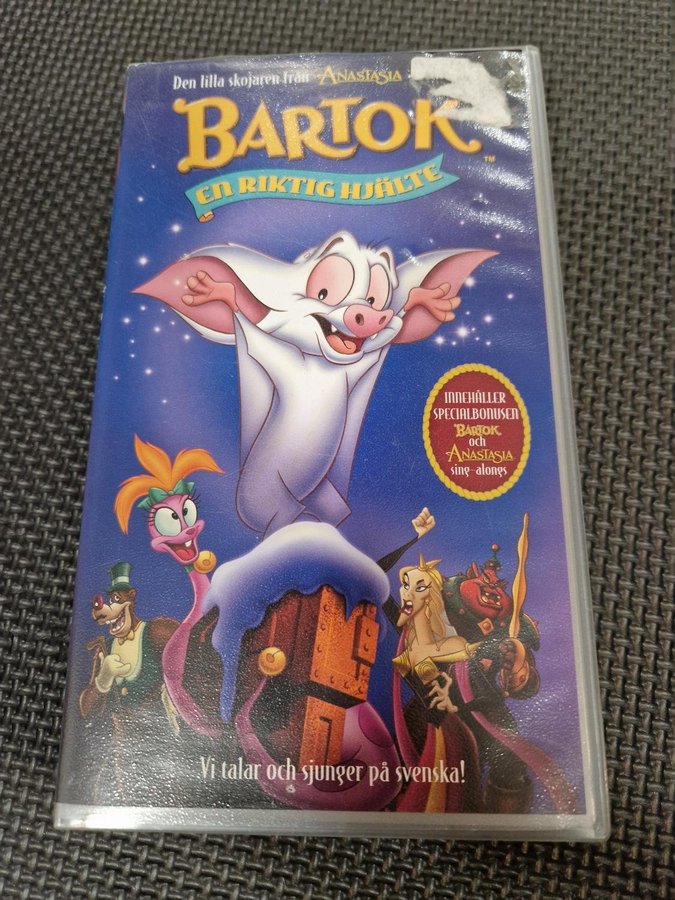 Den lilla skojaren från ANASTASIA
BARTOK™
EN RIKTIG HJÄLTE
INNEHÅLLER
SPECIALBONUSEN
BARTOK
och
ANASTASIA
sing-alongs
Vi talar och sjunger på svenska!